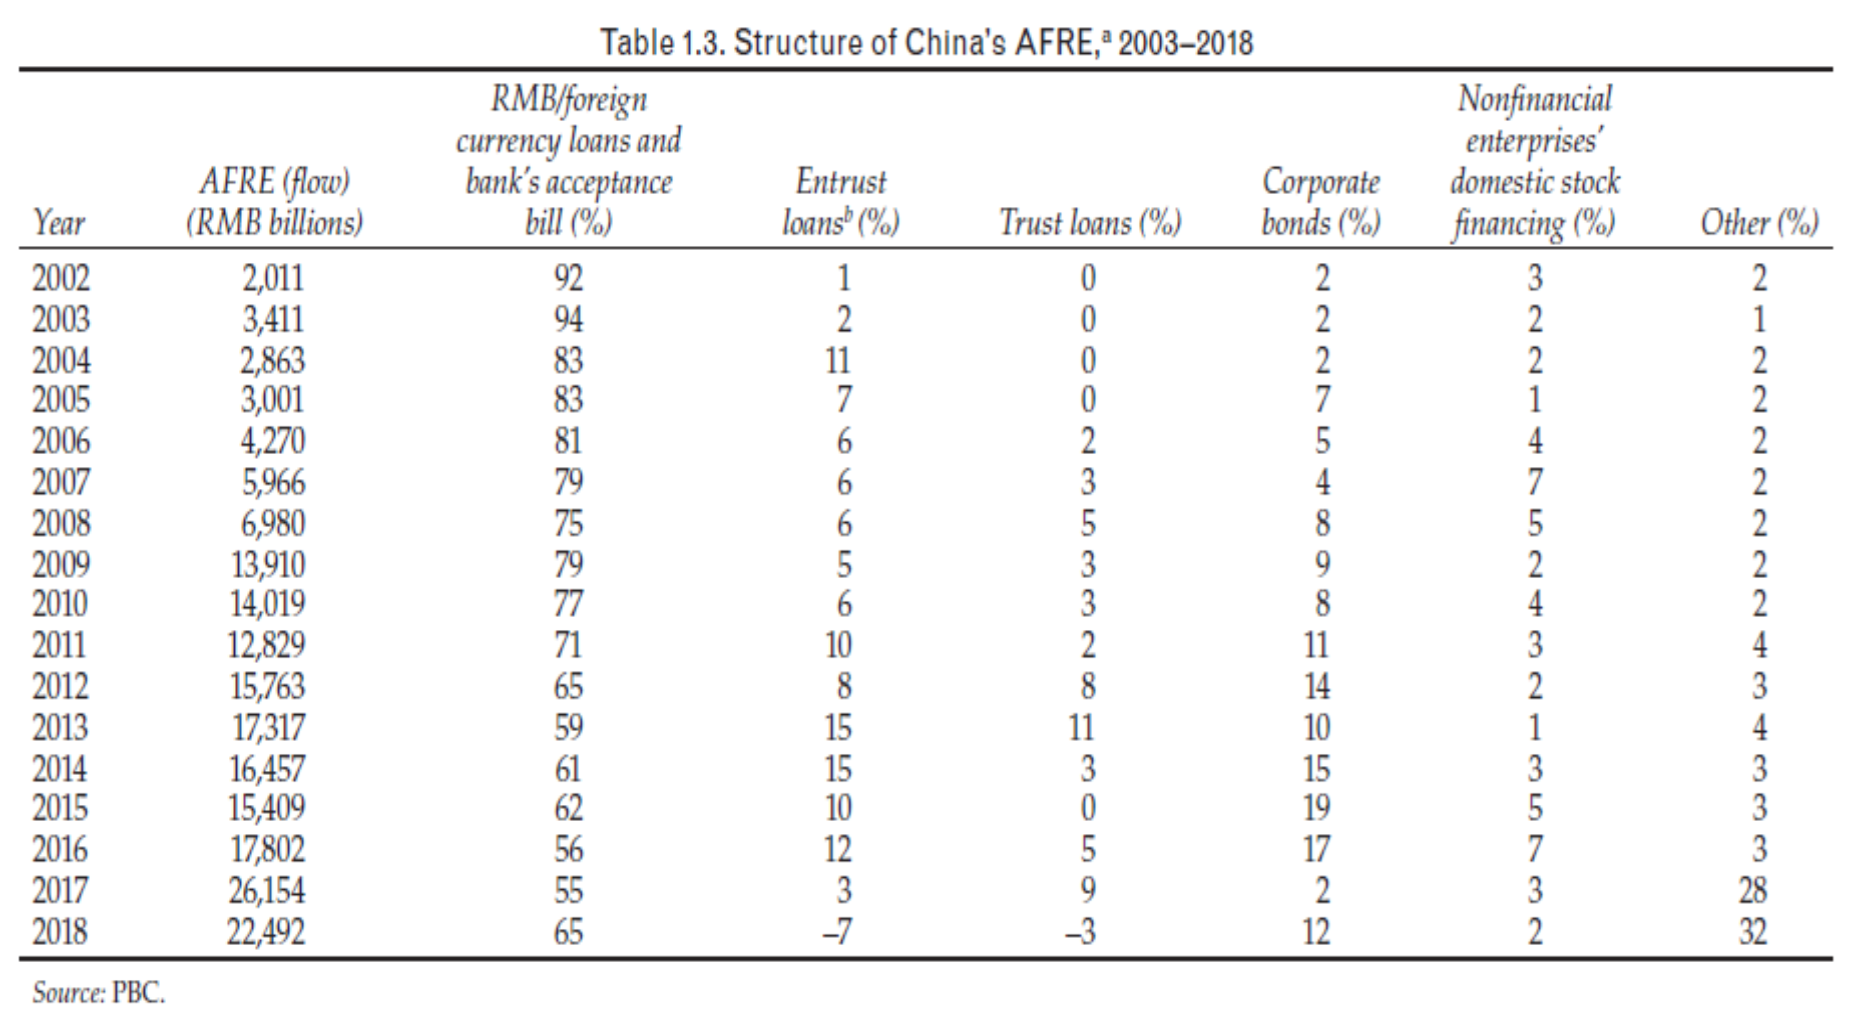 Table 1.3. Structure of China's AFRE,ª 2003–2018
RMB/foreign Nonfinancial
currency loans and enterprises'
AFRE (flow) bank's acceptance Entrust Corporate domestic stock
Year (RMB billions) bill (%) loansᵇ (%) Trust loans (%) bonds (%) financing (%) Other (%)
2002 2,011 92 1 0 2 3 2
2003 3,411 94 2 0 2 2 1
2004 2,863 83 11 0 2 2 2
2005 3,001 83 7 0 7 1 2
2006 4,270 81 6 2 5 4 2
2007 5,966 79 6 3 4 7 2
2008 6,980 75 6 5 8 5 2
2009 13,910 79 5 3 9 2 2
2010 14,019 77 6 3 8 4 2
2011 12,829 71 10 2 11 3 4
2012 15,763 65 8 8 14 2 3
2013 17,317 59 15 11 10 1 4
2014 16,457 61 15 3 15 3 3
2015 15,409 62 10 0 19 5 3
2016 17,802 56 12 5 17 7 3
2017 26,154 55 3 9 2 3 28
2018 22,492 65 –7 –3 12 2 32
Source: PBC.